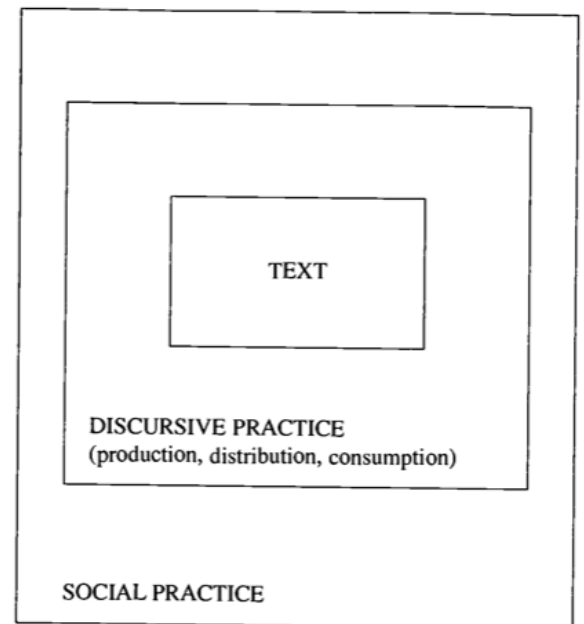 TEXT
DISCURSIVE PRACTICE
(production, distribution, consumption)
SOCIAL PRACTICE